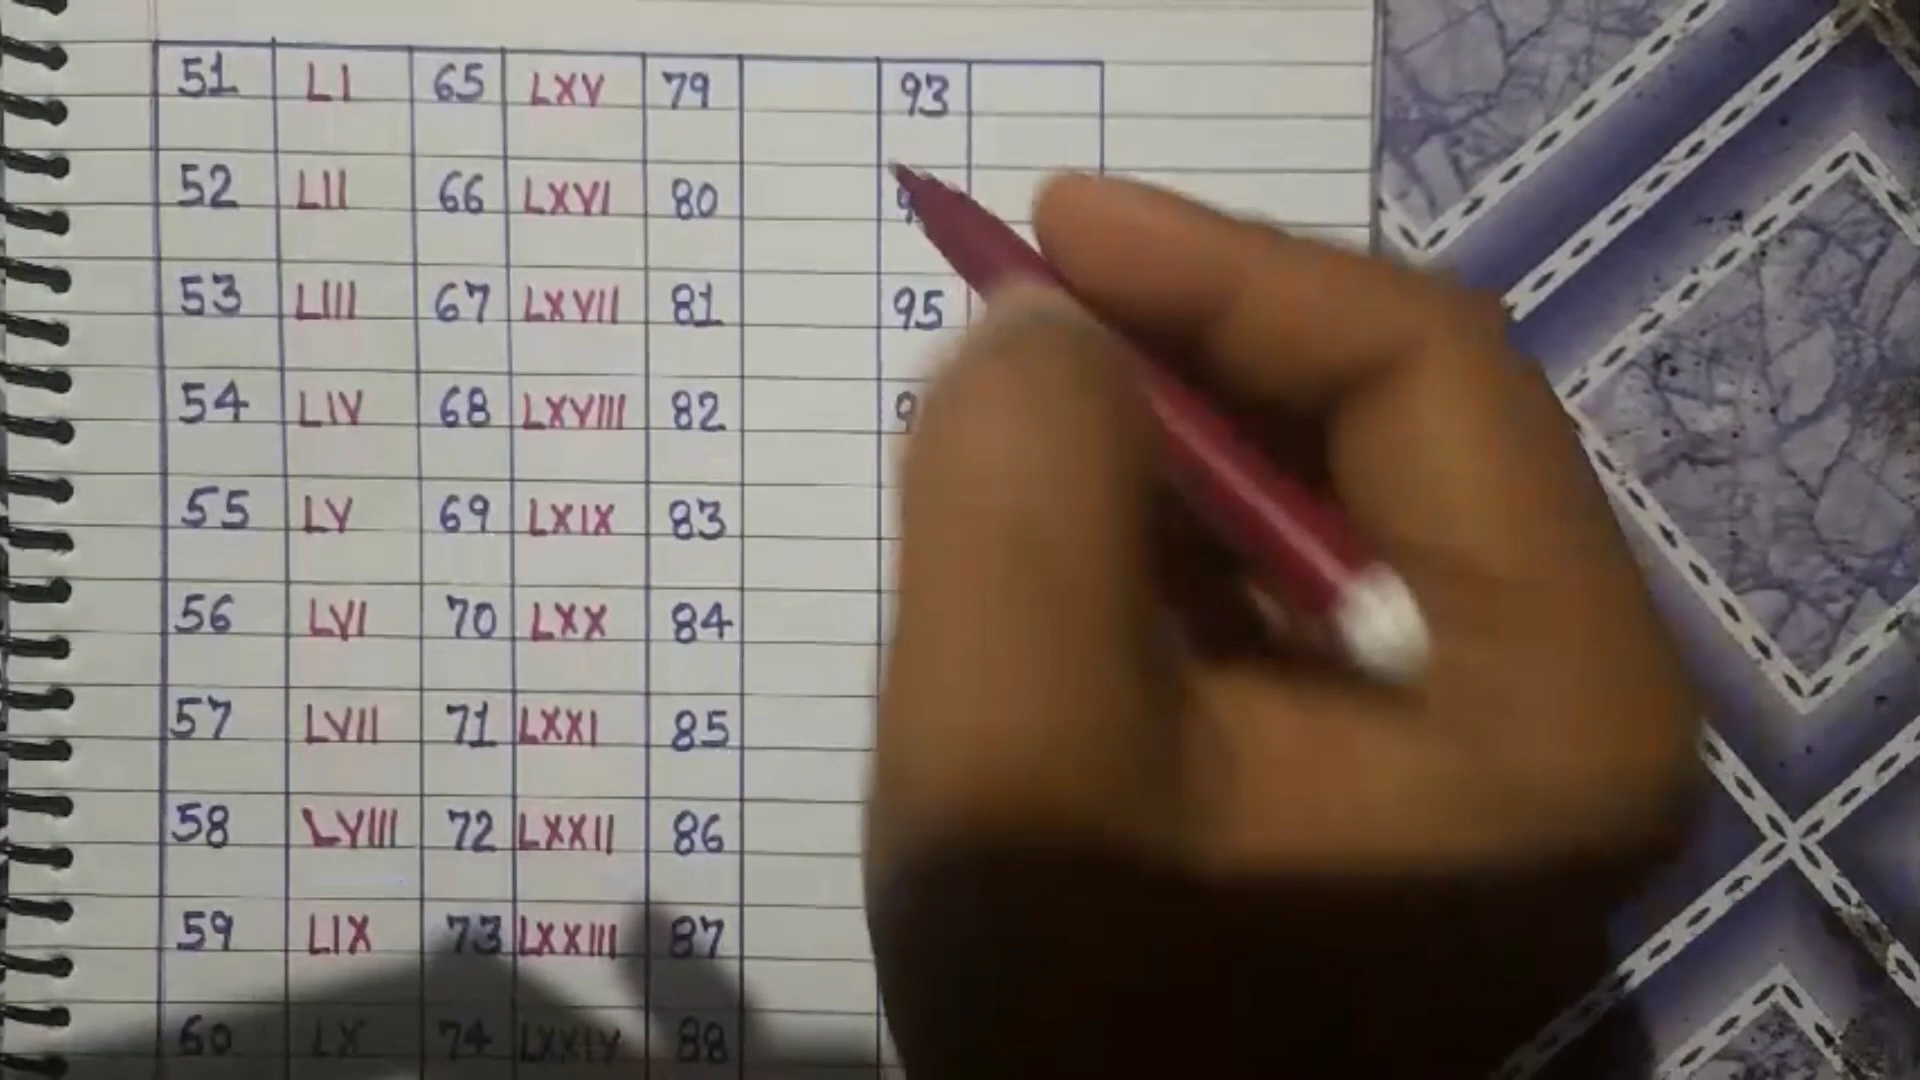 51 LI 65 LXV 79 93
52 LII 66 LXVI 80
53 LIII 67 LXVII 81 95
54 LIV 68 LXVIII 82
55 LV 69 LXIX 83
56 LVI 70 LXX 84
57 LVII 71 LXXI 85
58 LVIII 72 LXXII 86
59 LIX 73 LXXIII 87
60 LX 74 LXXIV 88